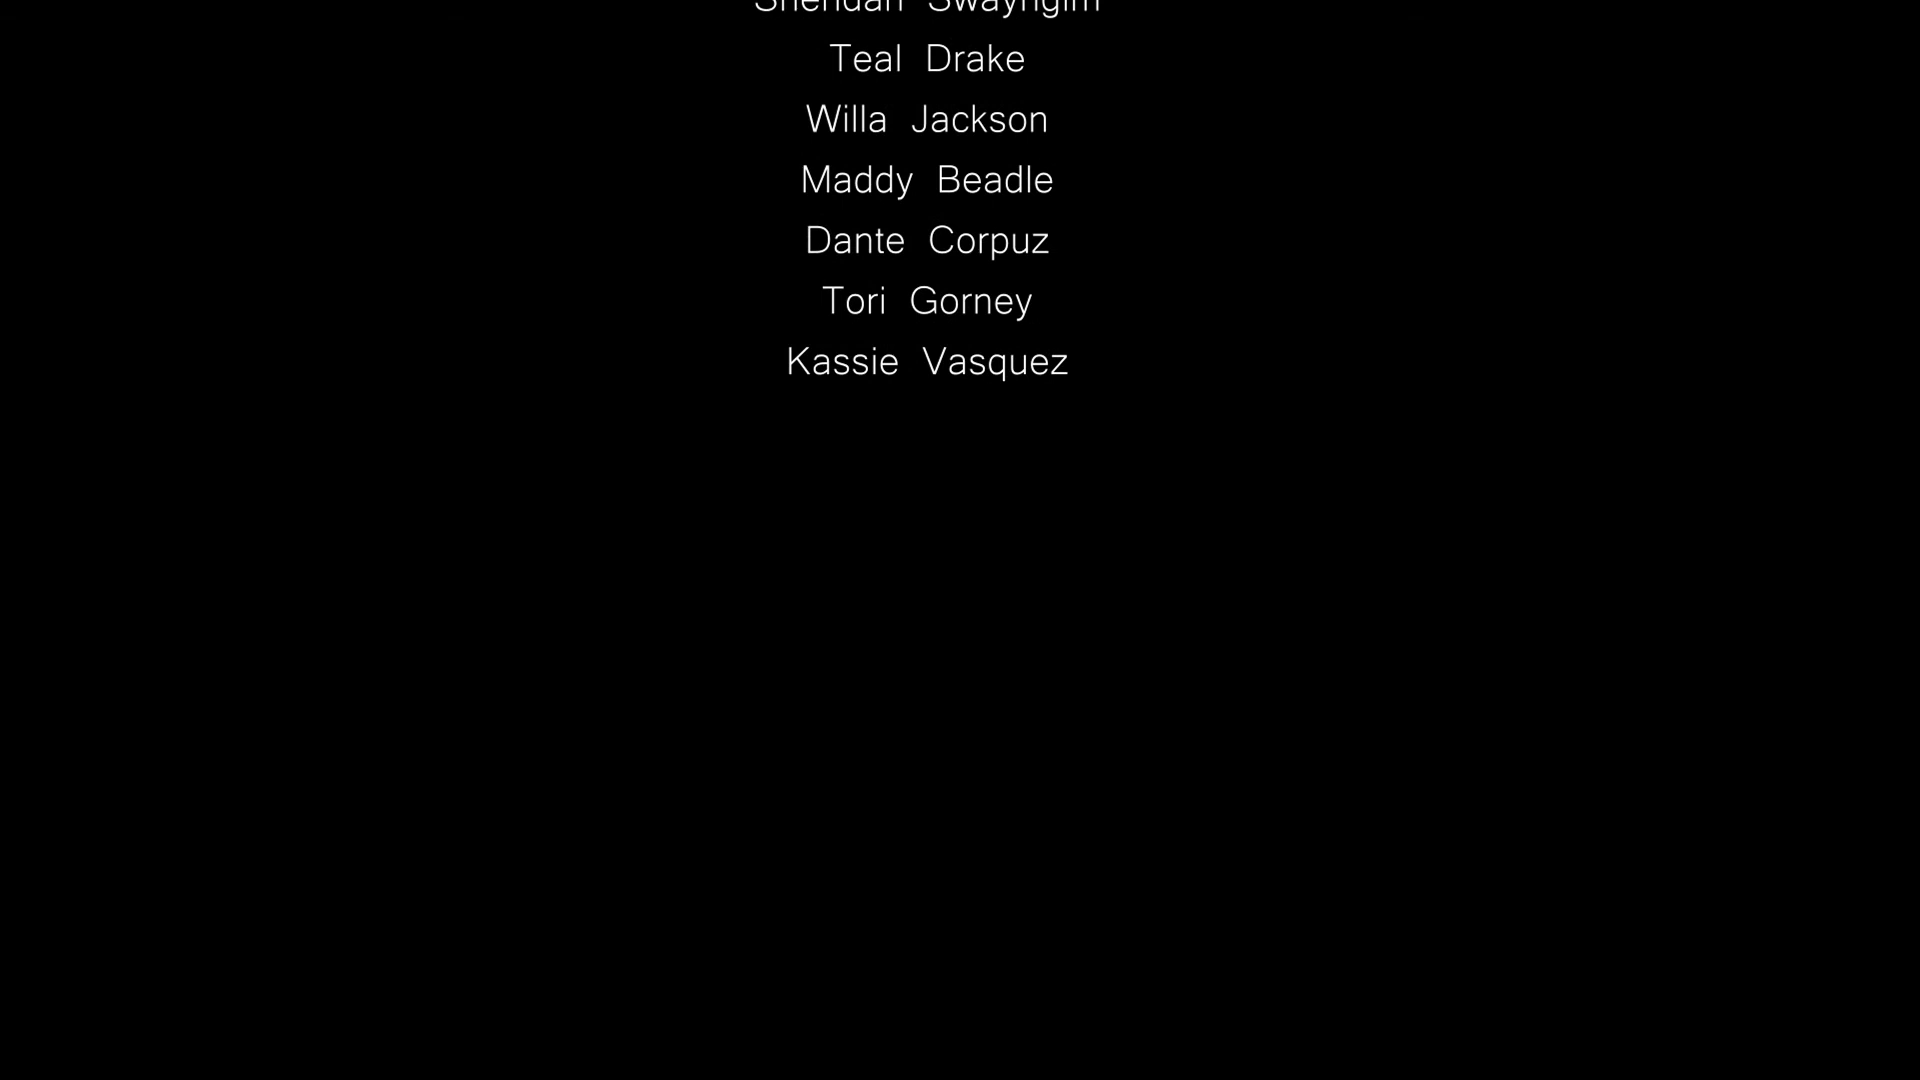 Teal Drake
Willa Jackson
Maddy Beadle
Dante Corpuz
Tori Gorney
Kassie Vasquez